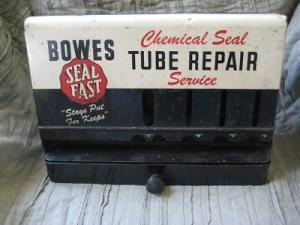 BOWES
SEAL
FAST
"Stays Put
For Keeps"
Chemical Seal
TUBE REPAIR
Service